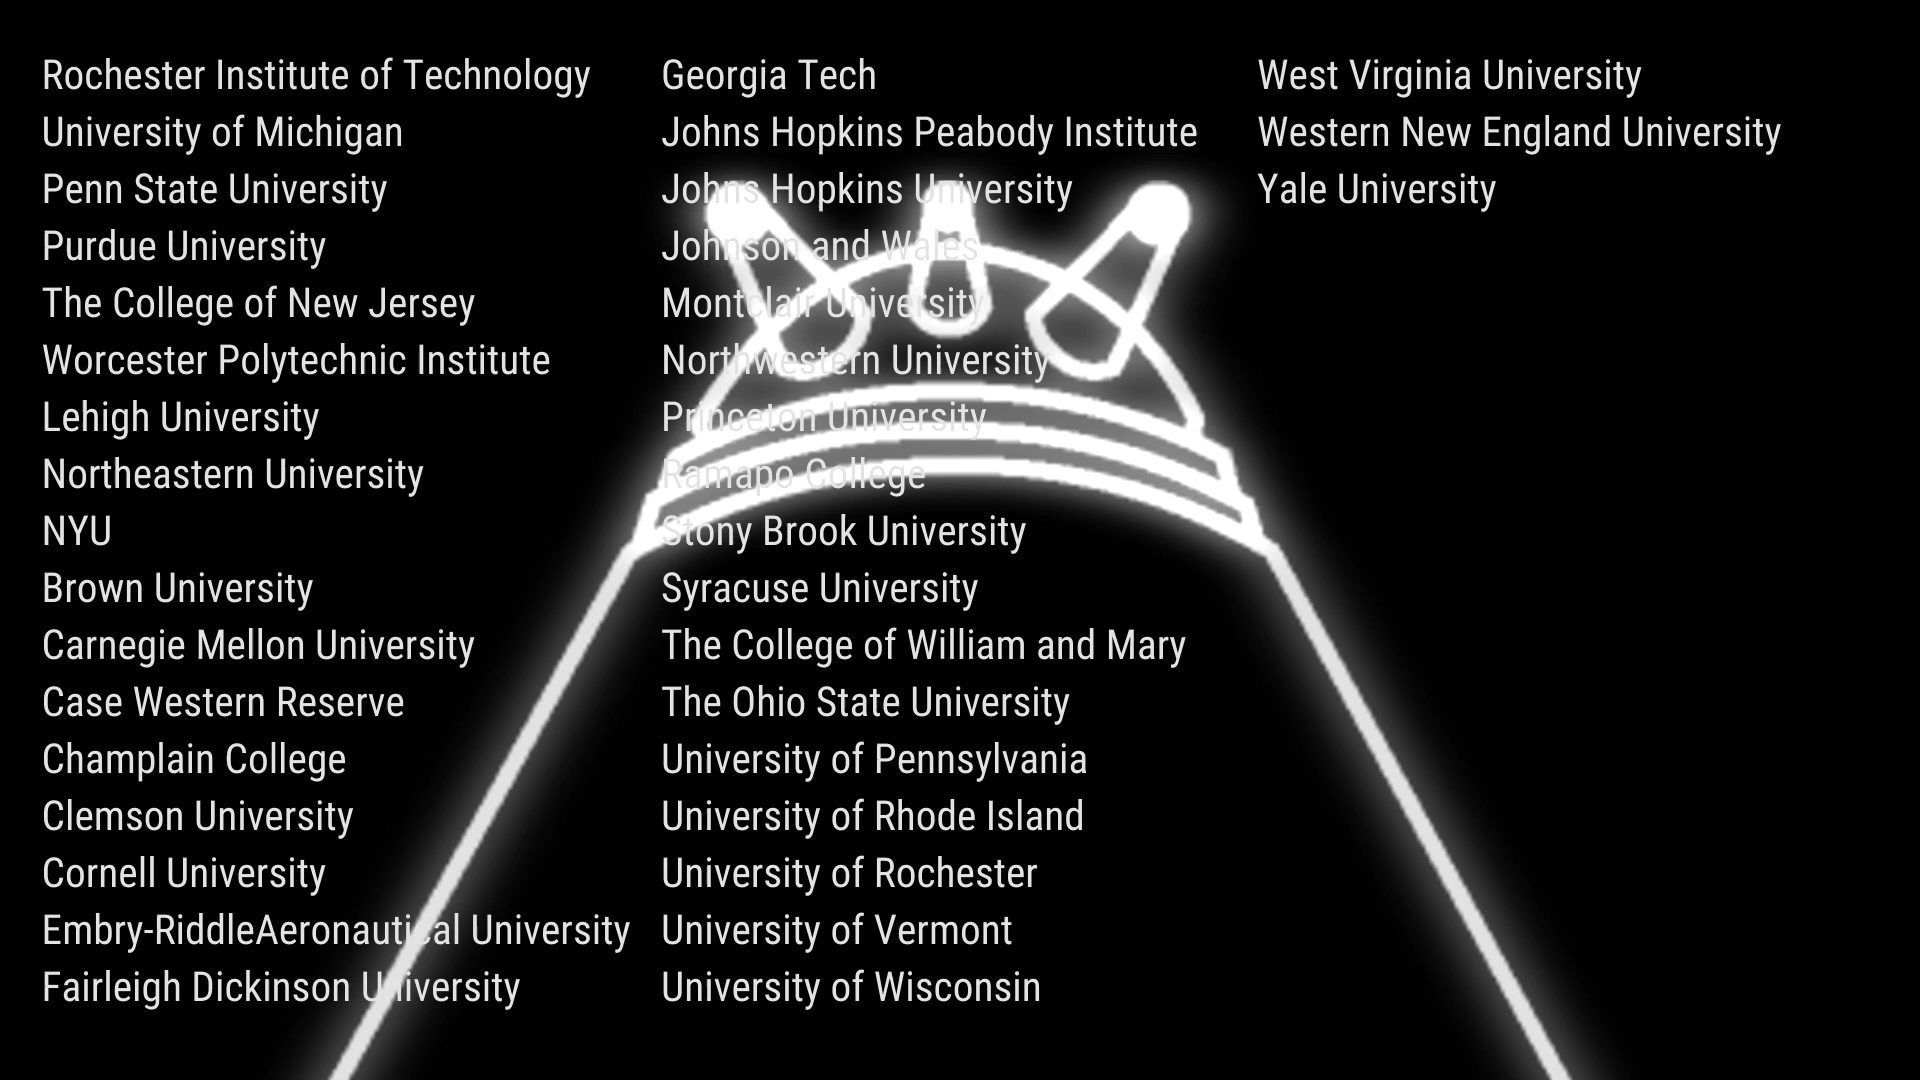 Rochester Institute of Technology
University of Michigan
Penn State University
Purdue University
The College of New Jersey
Worcester Polytechnic Institute
Lehigh University
Northeastern University
NYU
Brown University
Carnegie Mellon University
Case Western Reserve
Champlain College
Clemson University
Cornell University
Embry-RiddleAeronautical University
Fairleigh Dickinson University
Georgia Tech
Johns Hopkins Peabody Institute
Johns Hopkins University
Johnson and Wales
Montclair University
Northwestern University
Princeton University
Ramapo College
Stony Brook University
Syracuse University
The College of William and Mary
The Ohio State University
University of Pennsylvania
University of Rhode Island
University of Rochester
University of Vermont
University of Wisconsin
West Virginia University
Western New England University
Yale University